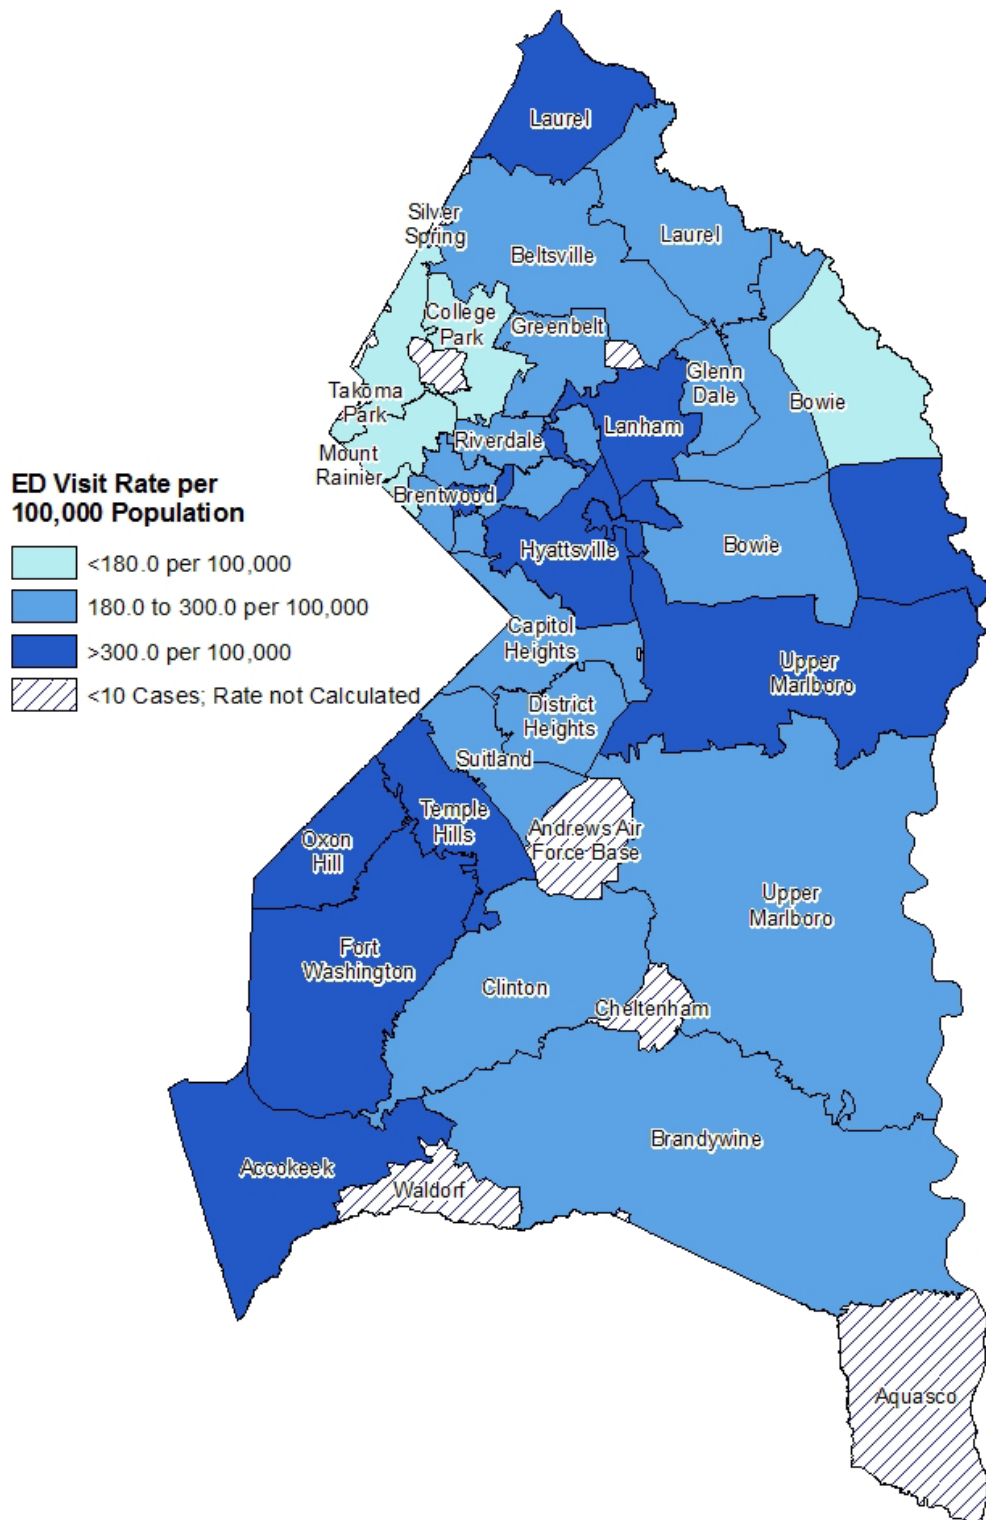 Laurel
Silver
Spring
Laurel
Beltsville
College
Park
Greenbelt
Glenn
Dale
Takoma
Park
Bowie
Riverdale
Lanham
Mount
Rainier
Brentwood
ED Visit Rate per
100,000 Population
<180.0 per 100,000
180.0 to 300.0 per 100,000
>300.0 per 100,000
<10 Cases; Rate not Calculated
Hyattsville
Bowie
Capitol
Heights
Upper
Marlboro
District
Heights
Suitland
Temple
Hills
Oxon
Hill
Andrews Air
Force Base
Upper
Marlboro
Fort
Washington
Clinton
Cheltenham
Brandywine
Accokeek
Waldorf
Aquasco